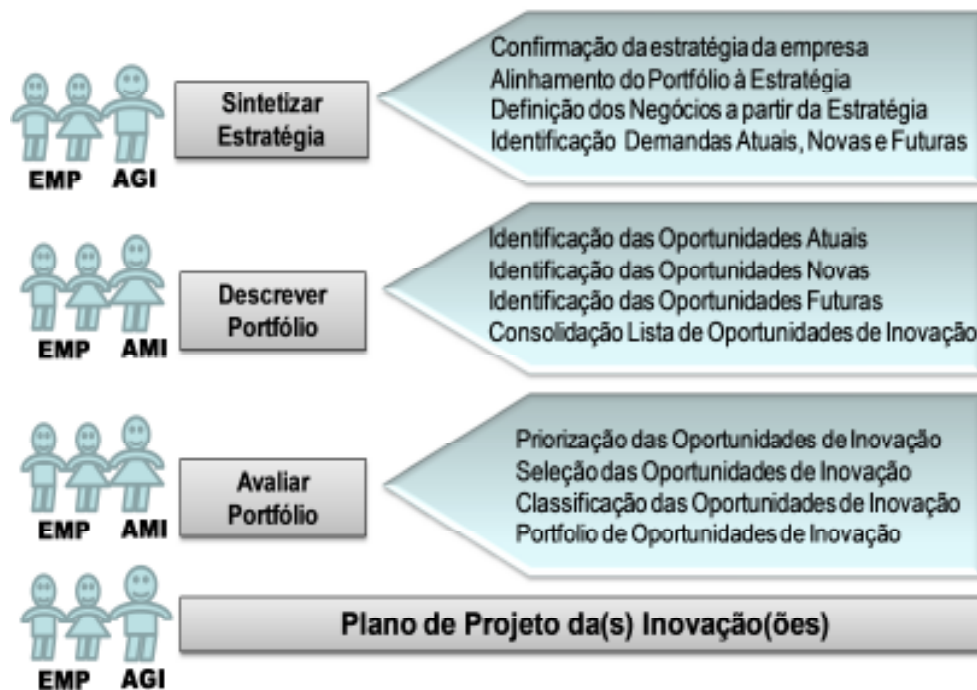 Confirmação da estratégia da empresa
Alinhamento do Portfólio à Estratégia
Definição dos Negócios a partir da Estratégia
Identificação Demandas Atuais, Novas e Futuras
Sintetizar
Estratégia
EMP AGI
Identificação das Oportunidades Atuais
Identificação das Oportunidades Novas
Identificação das Oportunidades Futuras
Consolidação Lista de Oportunidades de Inovação
Descrever
Portfólio
EMP AMI
Priorização das Oportunidades de Inovação
Seleção das Oportunidades de Inovação
Classificação das Oportunidades de Inovação
Portfolio de Oportunidades de Inovação
Avaliar
Portfólio
EMP AMI
Plano de Projeto da(s) Inovação(ões)
EMP AGI